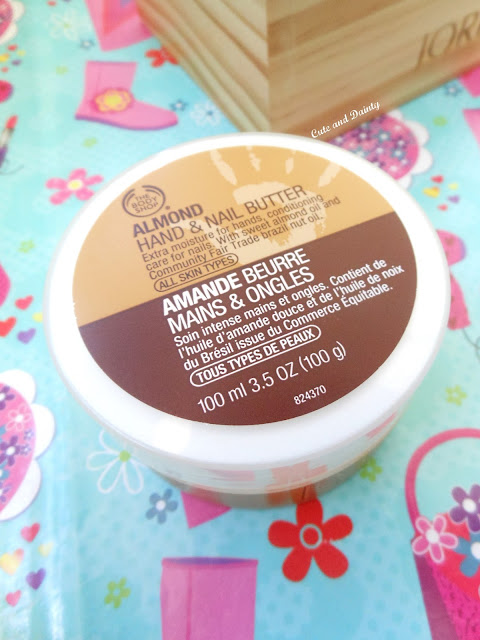 JOR
Cute and Dainty
THE
BODY
SHOP
ALMOND
HAND & NAIL BUTTER
Extra moisture for hands, conditioning
care for nails. With sweet almond oil and
Community Fair Trade brazil nut oil.
ALL SKIN TYPES
AMANDE BEURRE
MAINS & ONGLES
Soin intense mains et ongles. Contient de
l'huile d'amande douce et de l'huile de noix
du Brésil issue du Commerce Équitable.
TOUS TYPES DE PEAUX
100 ml 3.5 OZ (100 g)
824370